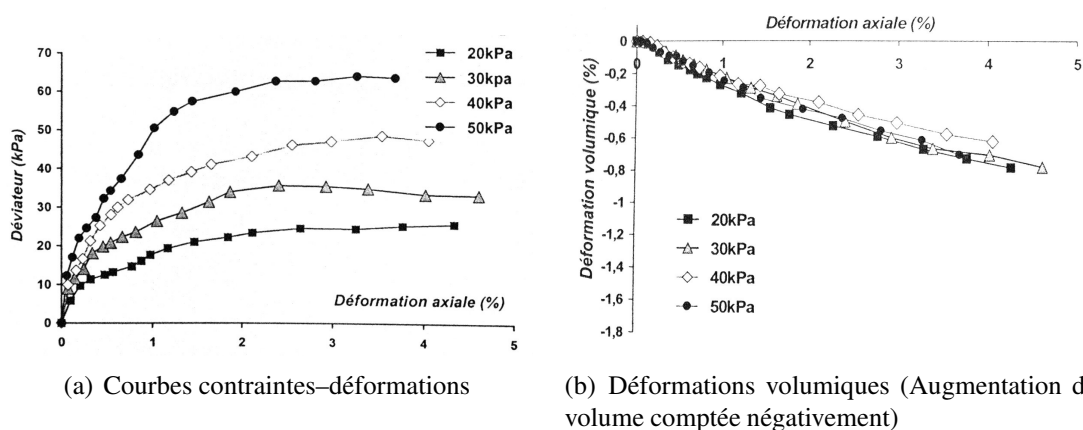 70
60
50
40
30
20
10
0
Déviateur (kPa)
20kPa
30kpa
40kPa
50kPa
Déformation axiale (%)
0 1 2 3 4 5
(a) Courbes contraintes–déformations
Déformation axiale (%)
0 1 2 3 4 5
0
-0,2
-0,4
-0,6
-0,8
-1
-1,2
-1,4
-1,6
-1,8
Déformation volumique (%)
20kPa
30kPa
40kPa
50kPa
(b) Déformations volumiques (Augmentation d
volume comptée négativement)